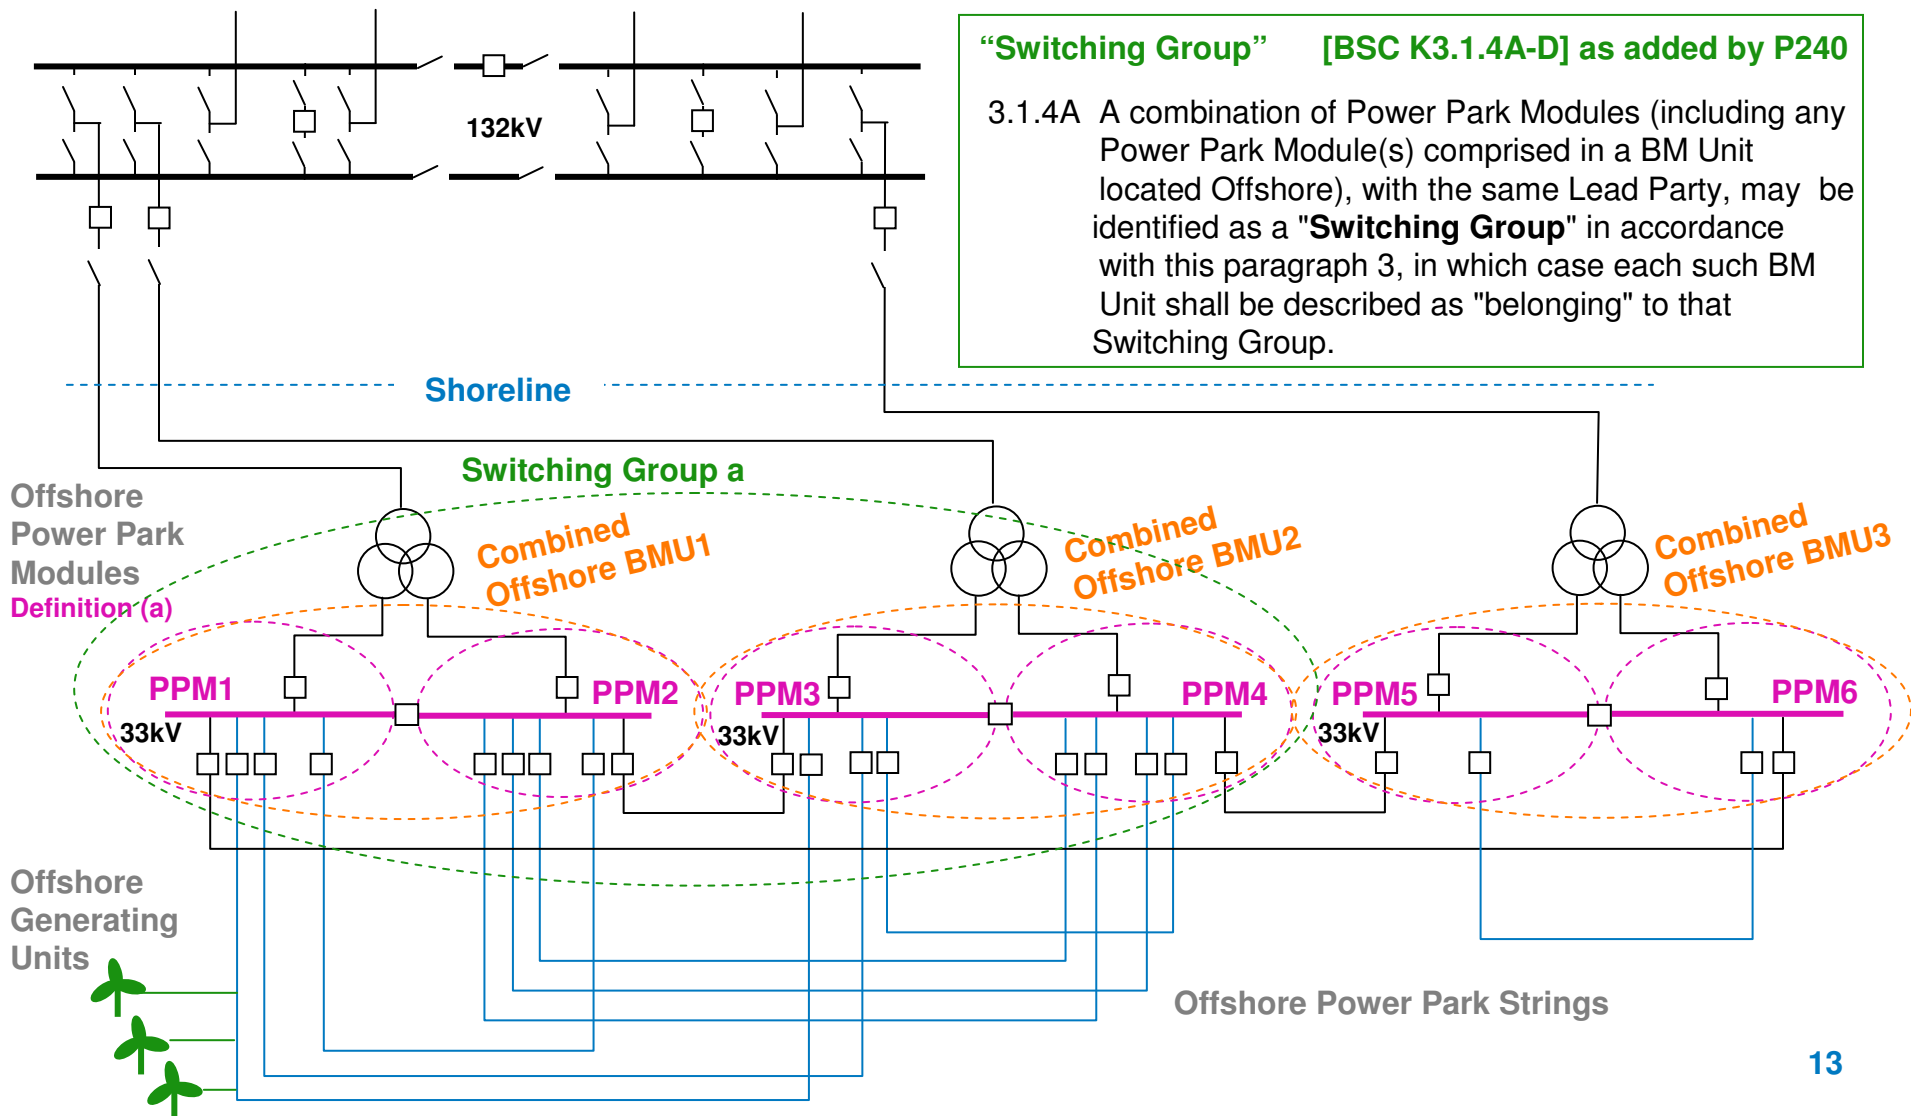 “Switching Group” [BSC K3.1.4A-D] as added by P240
3.1.4A A combination of Power Park Modules (including any
Power Park Module(s) comprised in a BM Unit
located Offshore), with the same Lead Party, may be
identified as a "Switching Group" in accordance
with this paragraph 3, in which case each such BM
Unit shall be described as "belonging" to that
Switching Group.
132kV
Shoreline
Switching Group a
Offshore
Power Park
Modules
Definition (a)
Combined
Offshore BMU1
Combined
Offshore BMU2
Combined
Offshore BMU3
PPM1
PPM2
PPM3
PPM4
PPM5
PPM6
33kV
33kV
33kV
Offshore
Generating
Units
Offshore Power Park Strings
13